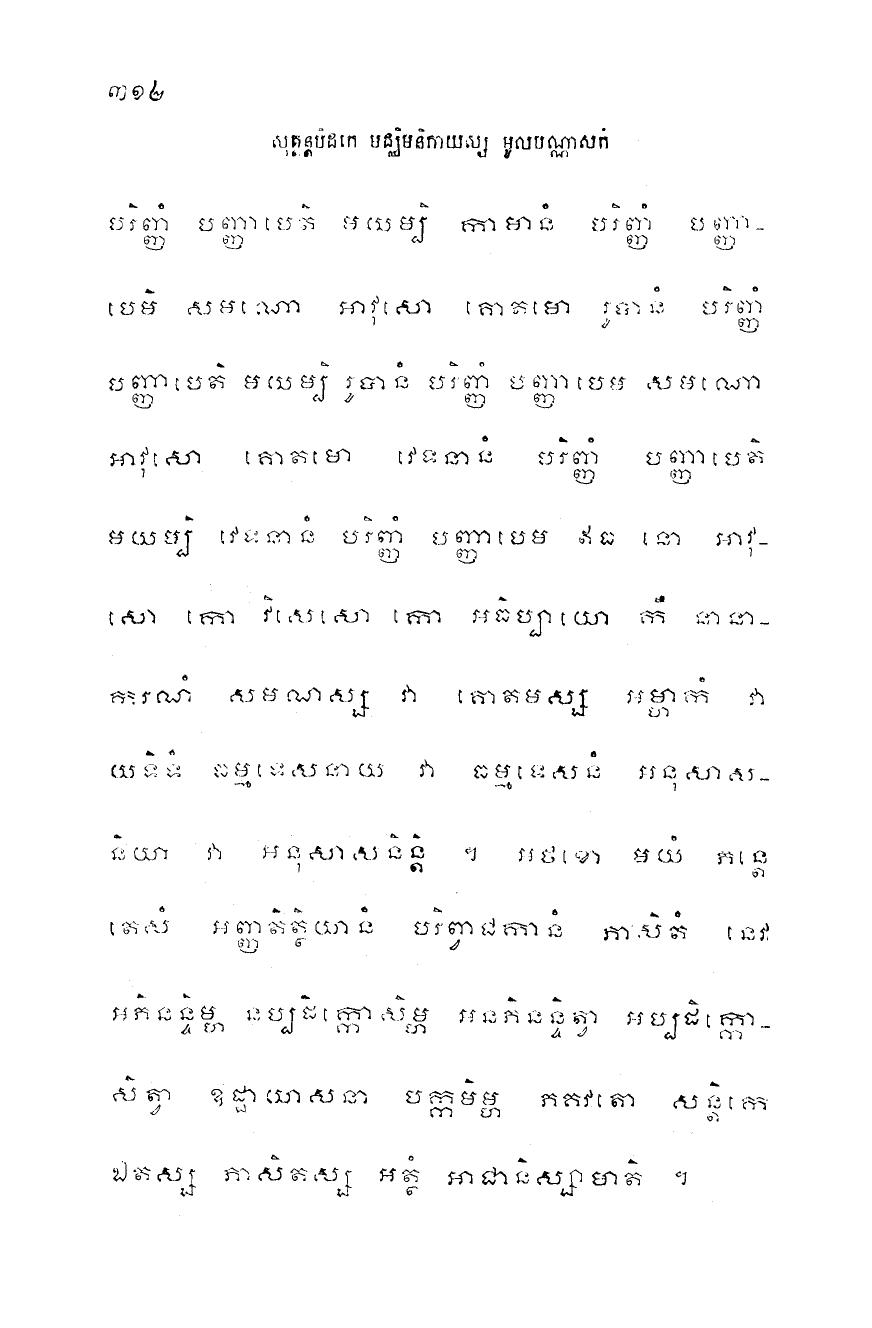 ៣១៤
សុត្តន្តបិដកេ មជ្ឈិមនិកាយស្ស មូលបណ្ណាសកំ
បរិញ្ញំ បញ្ញាបេតិ មយម្បិ កាមានំ បរិញ្ញំ បញ្ញា-
បេមិ សមណោ អាវុសោ គោតមោ រូបានំ បរិញ្ញំ
បញ្ញាបេតិ មយម្បិ រូបានំ បរិញ្ញំ បញ្ញាបេម សមណោ
អាវុសោ គោតមោ វេទនានំ បរិញ្ញំ បញ្ញាបេតិ
មយម្បិ វេទនានំ បរិញ្ញំ បញ្ញាបេម ឥធ នោ អាវុ-
សោ កោ វិសេសោ កោ អធិប្បាយោ កឹ នានា-
ករណំ សមណស្ស វា គោតមស្ស អម្ហាកំ វា
យទិទំ ធម្មទេសនាយ វា ធម្មទេសនំ អនុសាស-
និយា វា អនុសាសនិន្តិ ។ អថខោ មយំ ភន្តេ
តេសំ អញ្ញតិត្ថិយានំ បរិព្វាជកានំ ភាសិតំ នេវ
អភិនន្ទិម្ហ នប្បដិក្កោសិម្ហ អនភិនន្ទិត្វា អប្បដិក្កោ-
សិត្វា ឧដ្ឋាយាសនា បក្កមិម្ហ ភគវតោ សន្តិកេ
ឯតស្ស ភាសិតស្ស អត្ថំ អាជានិស្សាមាតិ ។